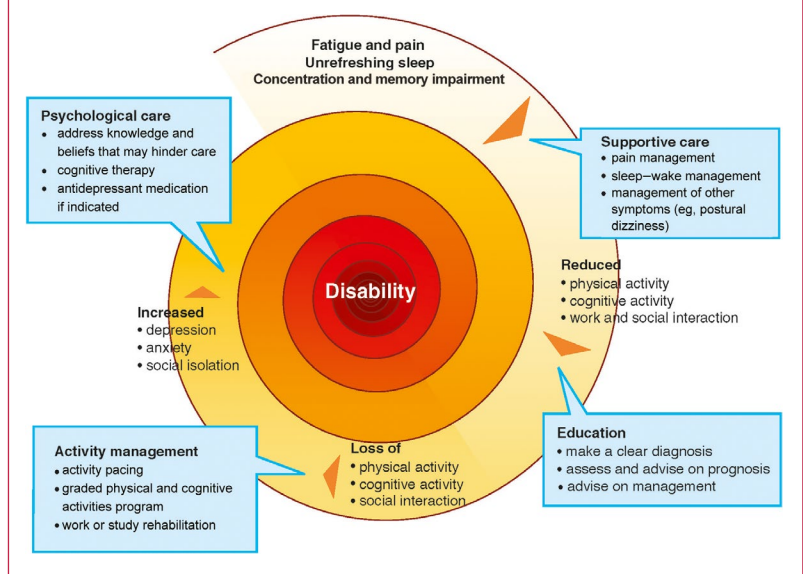 Fatigue and pain
Unrefreshing sleep
Concentration and memory impairment
Psychological care
• address knowledge and
beliefs that may hinder care
• cognitive therapy
• antidepressant medication
if indicated
Supportive care
• pain management
• sleep–wake management
• management of other
symptoms (eg, postural
dizziness)
Disability
Reduced
• physical activity
• cognitive activity
• work and social interaction
Increased
• depression
• anxiety
• social isolation
Education
• make a clear diagnosis
• assess and advise on prognosis
• advise on management
Loss of
• physical activity
• cognitive activity
• social interaction
Activity management
• activity pacing
• graded physical and cognitive
activities program
• work or study rehabilitation